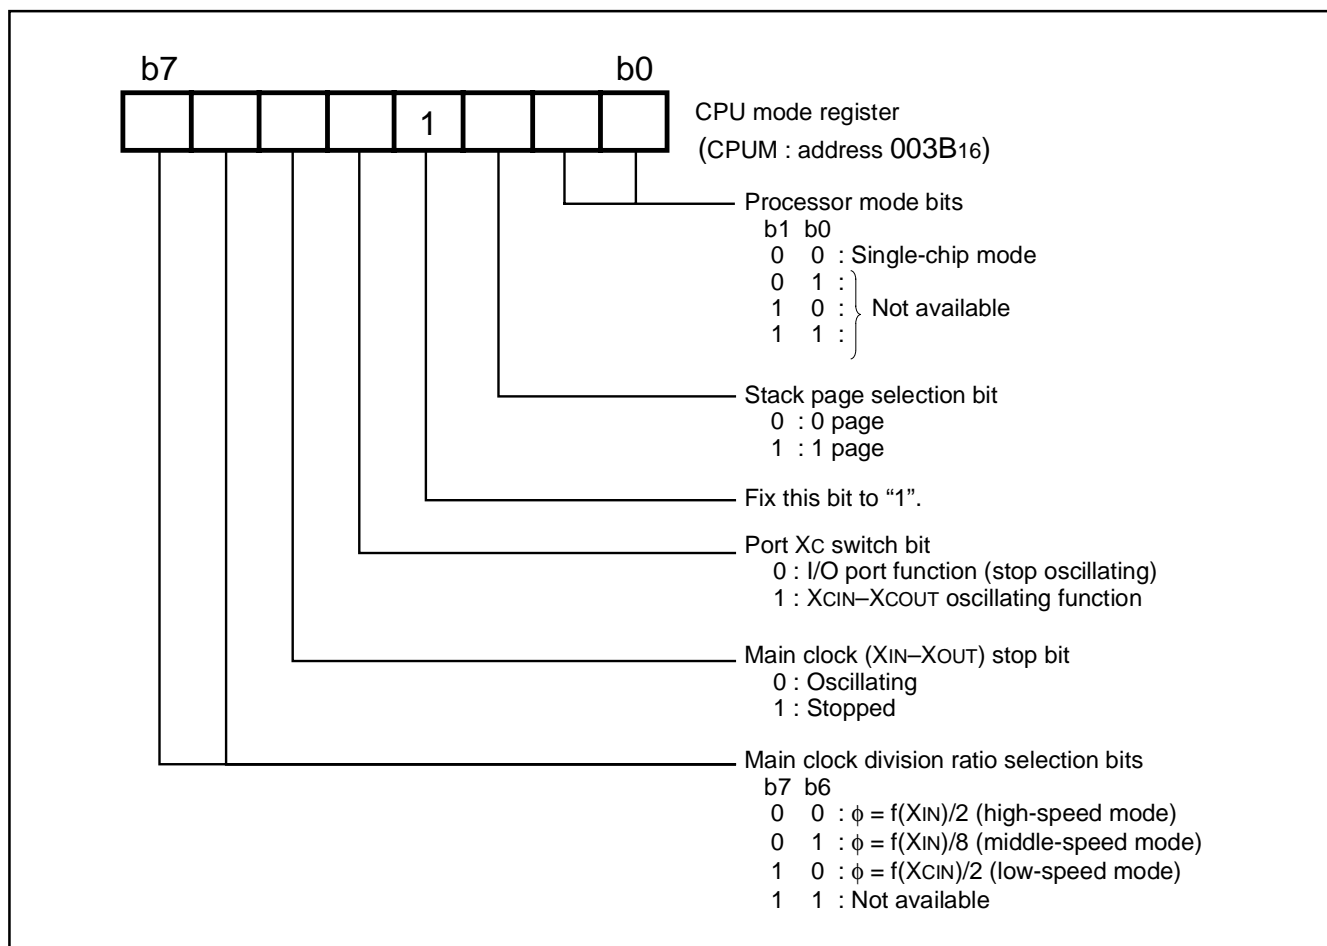 b7 b0
1
CPU mode register
(CPUM : address 003B16)
Processor mode bits
b1 b0
0 0 : Single-chip mode
0 1 :
1 0 : Not available
1 1 :
Stack page selection bit
0 : 0 page
1 : 1 page
Fix this bit to “1”.
Port XC switch bit
0 : I/O port function (stop oscillating)
1 : XCIN–XCOUT oscillating function
Main clock (XIN–XOUT) stop bit
0 : Oscillating
1 : Stopped
Main clock division ratio selection bits
b7 b6
0 0 : φ = f(XIN)/2 (high-speed mode)
0 1 : φ = f(XIN)/8 (middle-speed mode)
1 0 : φ = f(XCIN)/2 (low-speed mode)
1 1 : Not available